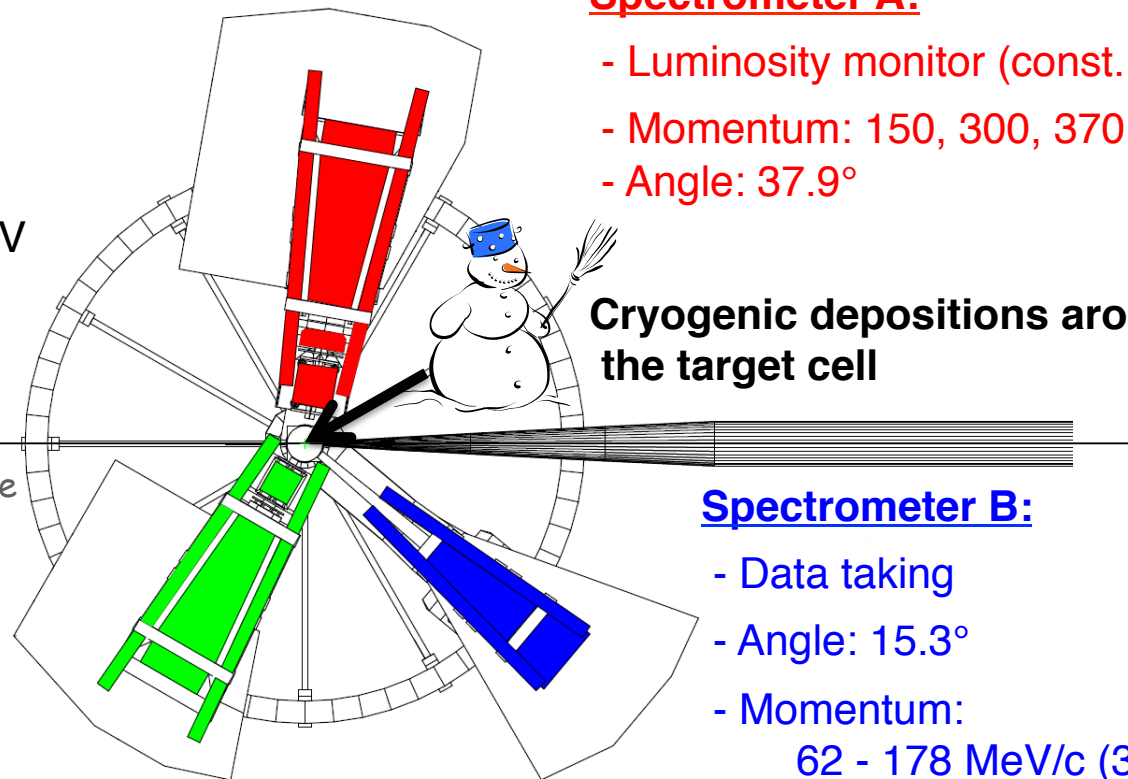 Spectrometer A:
- Luminosity monitor (const.
- Momentum: 150, 300, 370
- Angle: 37.9°
V
Cryogenic depositions aro
the target cell
e
Spectrometer B:
- Data taking
- Angle: 15.3°
- Momentum:
62 - 178 MeV/c (3